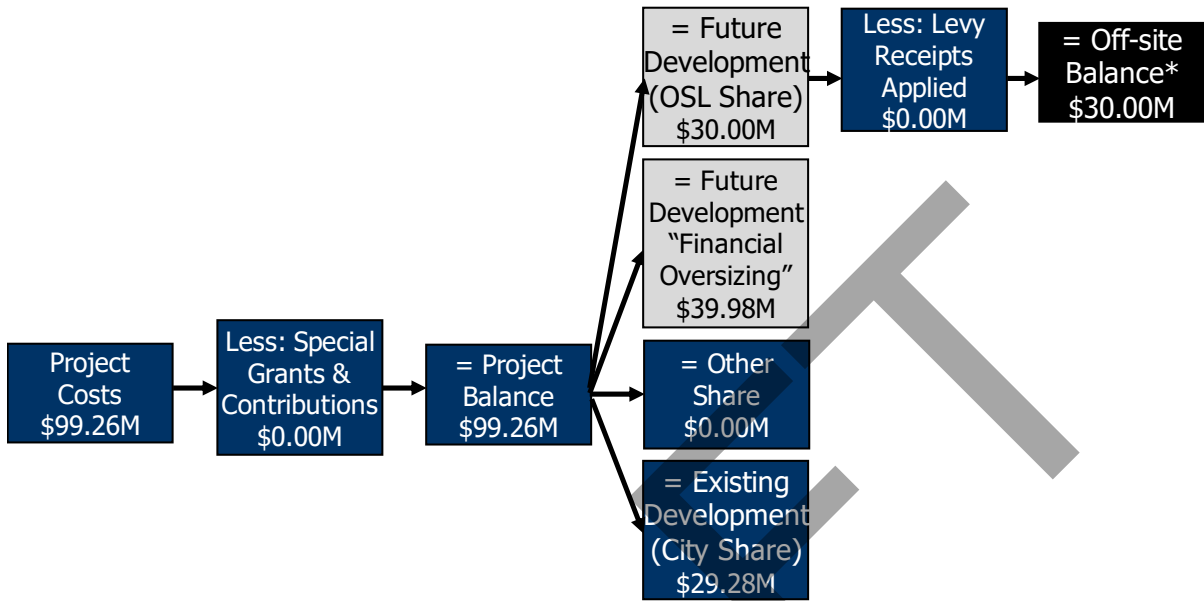 Project
Costs
$99.26M
Less: Special
Grants &
Contributions
$0.00M
= Project
Balance
$99.26M
= Future
Development
(OSL Share)
$30.00M
Less: Levy
Receipts
Applied
$0.00M
= Off-site
Balance*
$30.00M
= Future
Development
“Financial
Oversizing”
$39.98M
= Other
Share
$0.00M
= Existing
Development
(City Share)
$29.28M